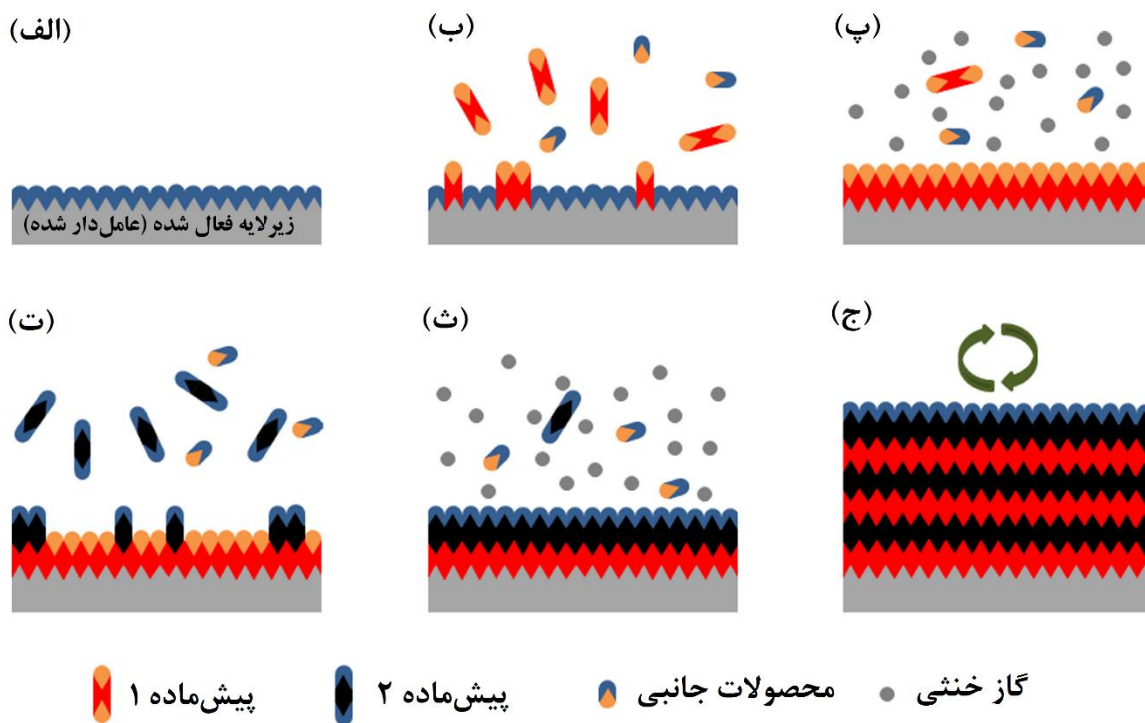 (الف)
(ب)
(پ)
زیرلایه فعال شده (عامل‌دار شده)
(ت)
(ث)
(ج)
پیش‌ماده ۱
پیش‌ماده ۲
محصولات جانبی
گاز خنثی